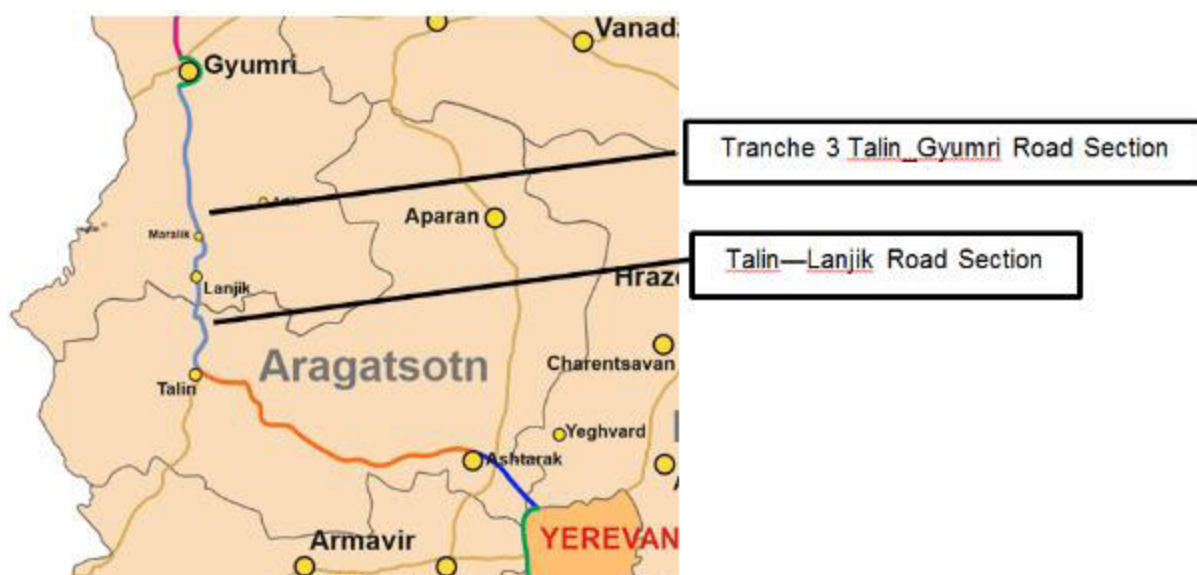 Vanadz
Gyumri
Tranche 3 Talin_Gyumri Road Section
Aparan
Maralik
Talin—Lanjik Road Section
Hrazd
Lanjik
Charentsavan
Aragatsotn
Talin
Yeghvard
Ashtarak
Armavir
YEREVAN